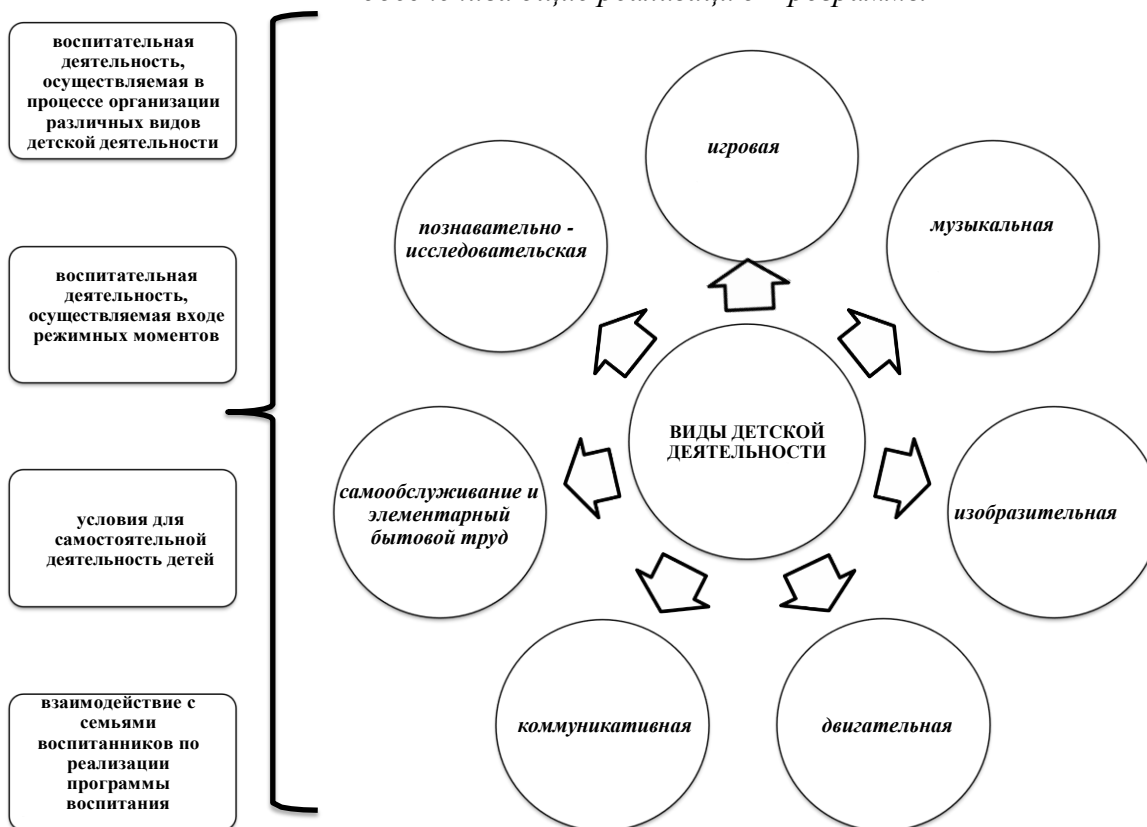 воспитательная
деятельность,
осуществляемая в
процессе организации
различных видов
детской деятельности
воспитательная
деятельность,
осуществляемая входе
режимных моментов
условия для
самостоятельной
деятельность детей
взаимодействие с
семьями
воспитанников по
реализации
программы
воспитания
игровая
познавательно -
исследовательская
музыкальная
ВИДЫ ДЕТСКОЙ
ДЕЯТЕЛЬНОСТИ
самообслуживание и
элементарный
бытовой труд
изобразительная
коммуникативная
двигательная